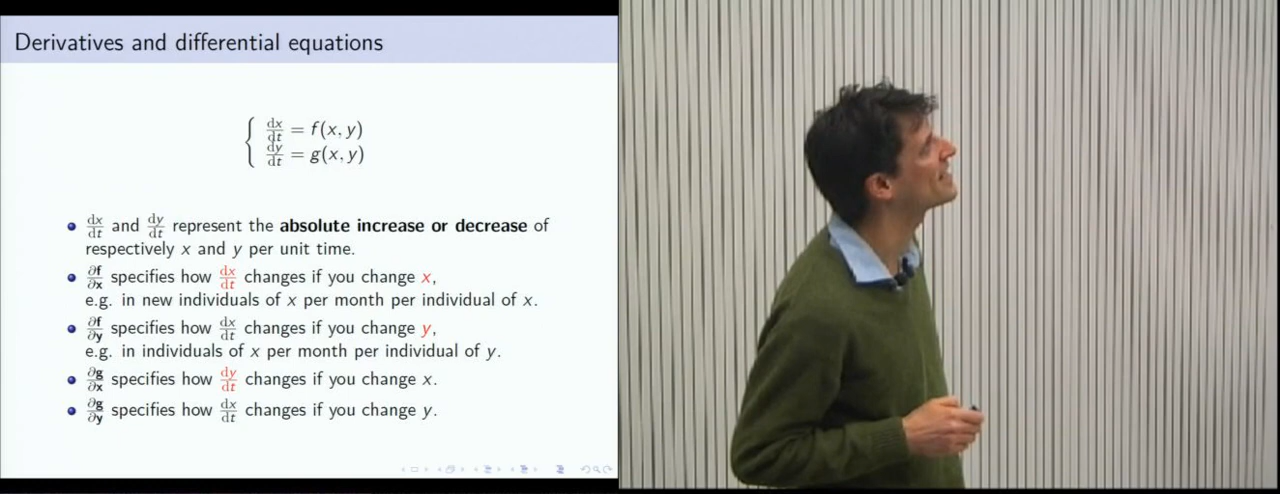 Derivatives and differential equations
{ dx/dt = f(x, y)
dy/dt = g(x, y)
• dx/dt and dy/dt represent the absolute increase or decrease of
respectively x and y per unit time.
• ∂f/∂x specifies how dx/dt changes if you change x,
e.g. in new individuals of x per month per individual of x.
• ∂f/∂y specifies how dx/dt changes if you change y,
e.g. in individuals of x per month per individual of y.
• ∂g/∂x specifies how dy/dt changes if you change x.
• ∂g/∂y specifies how dx/dt changes if you change y.